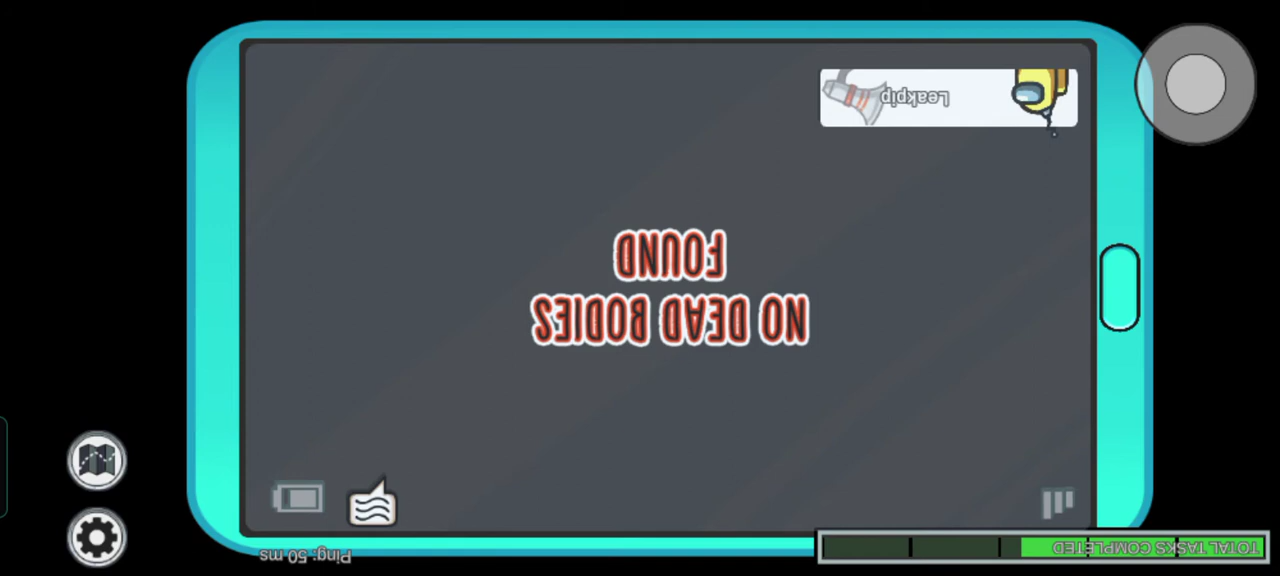 TOTAL TASKS COMPLETED
Ping: 50 ms
NO DEAD BODIES
FOUND
Leakpip